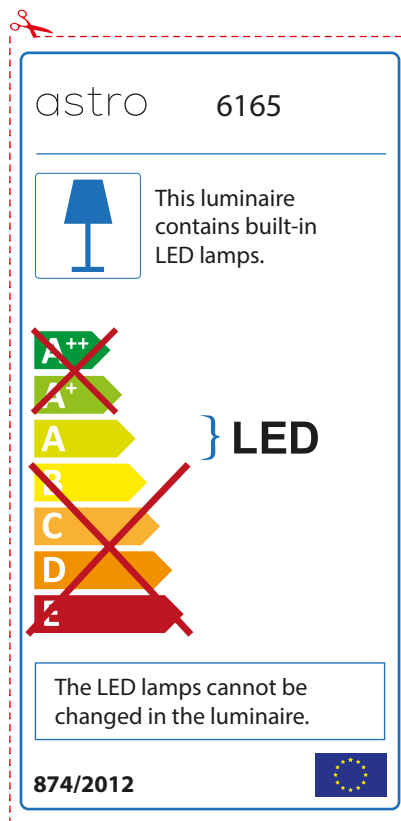 astro 6165
This luminaire
contains built-in
LED lamps.
A++
A+
A
} LED
B
C
D
E
The LED lamps cannot be
changed in the luminaire.
874/2012